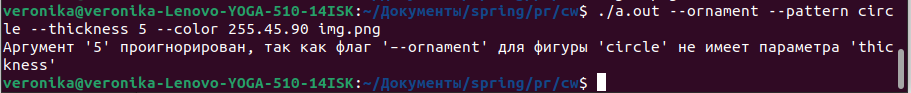 veronika@veronika-Lenovo-YOGA-510-14ISK:~/Документы/spring/pr/cw$ ./a.out --ornament --pattern circ
le --thickness 5 --color 255.45.90 img.png
Аргумент '5' проигнорирован, так как флаг '--ornament' для фигуры 'circle' не имеет параметра 'thic
kness'
veronika@veronika-Lenovo-YOGA-510-14ISK:~/Документы/spring/pr/cw$